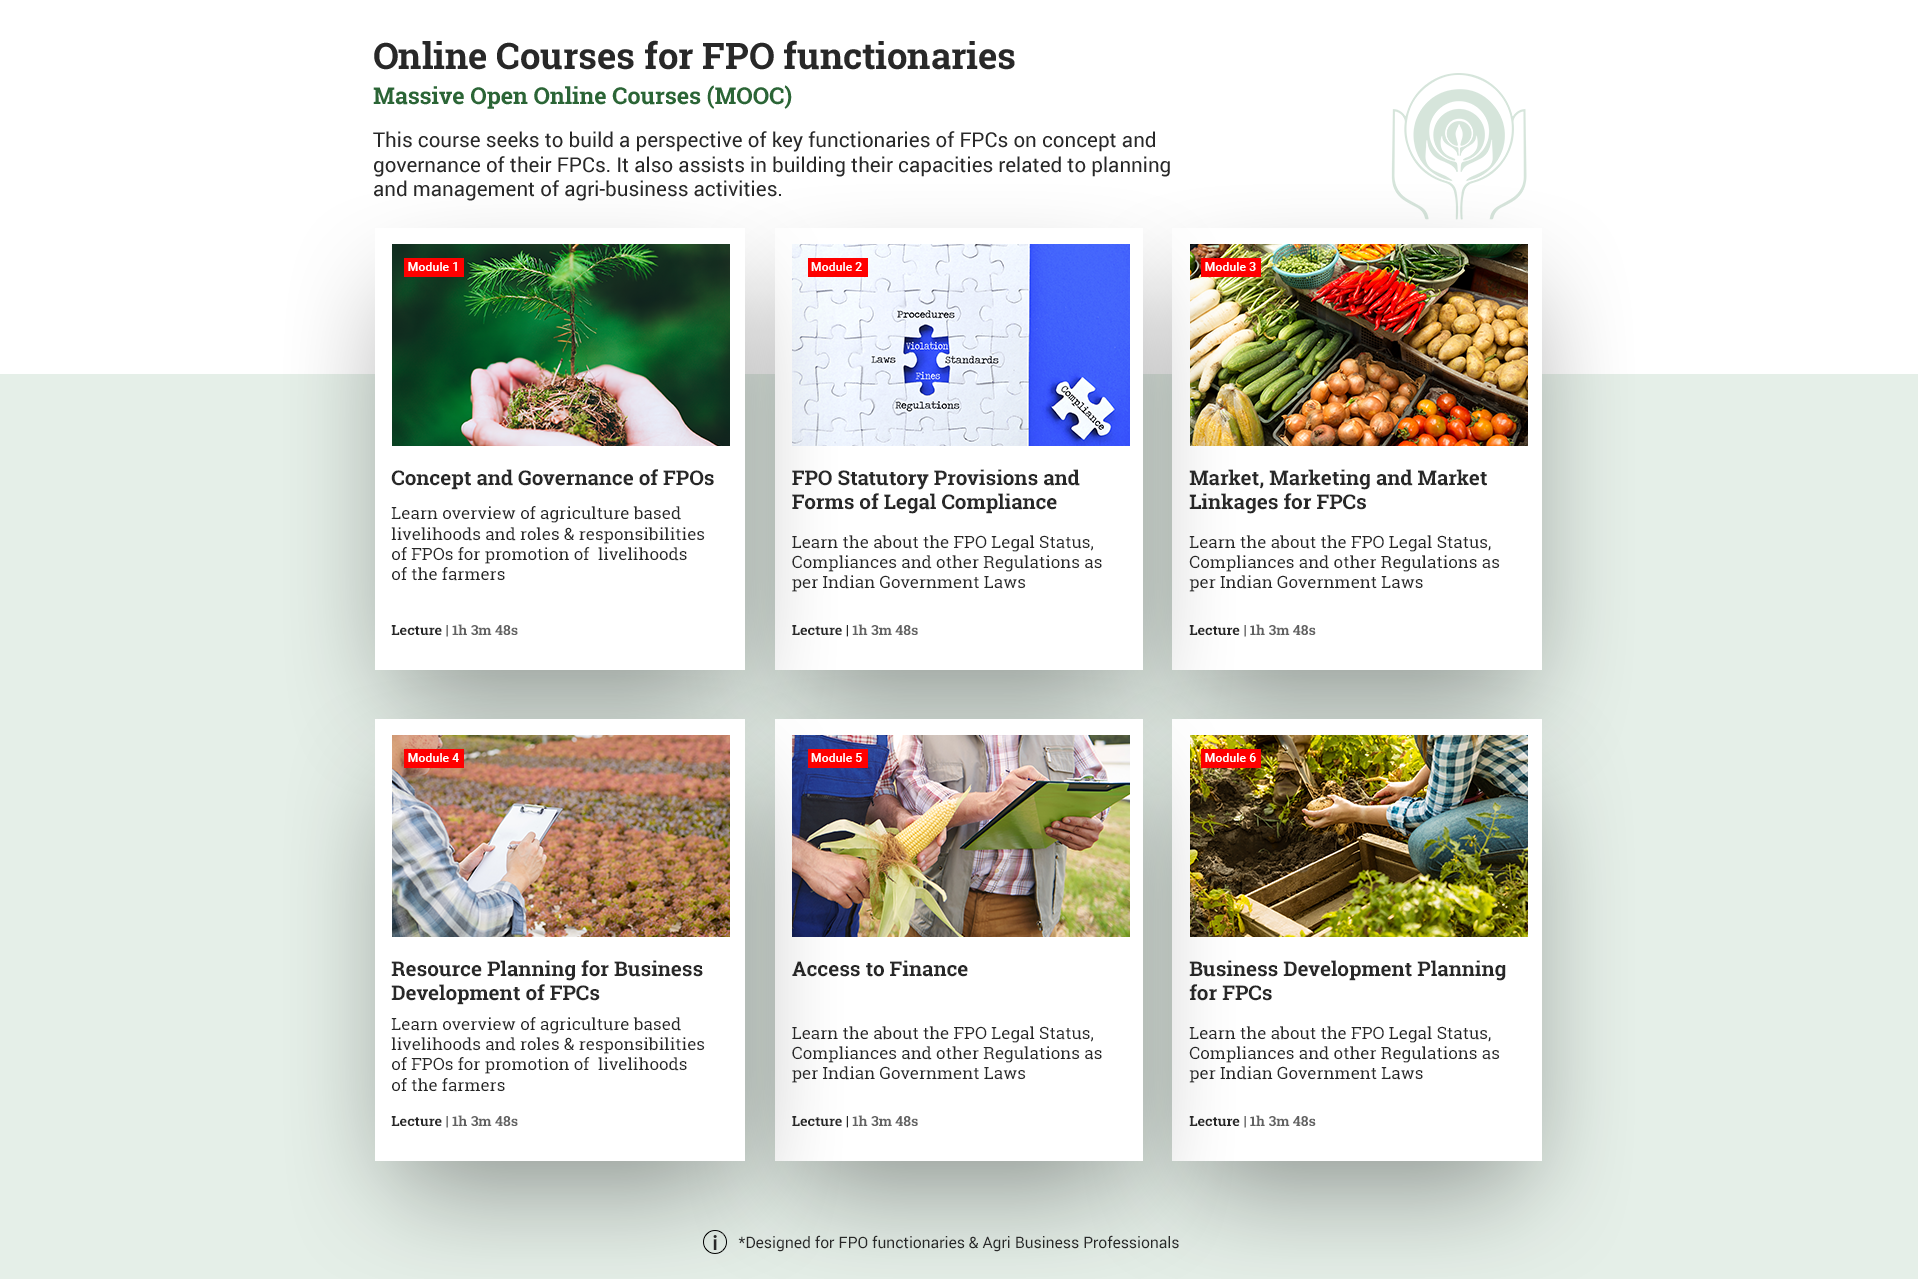 Online Courses for FPO functionaries
Massive Open Online Courses (MOOC)
This course seeks to build a perspective of key functionaries of FPCs on concept and
governance of their FPCs. It also assists in building their capacities related to planning
and management of agri-business activities.
Module 1
Concept and Governance of FPOs
Learn overview of agriculture based
livelihoods and roles & responsibilities
of FPOs for promotion of livelihoods
of the farmers
Lecture | 1h 3m 48s
Module 2
Procedures
Violation
Laws
Standards
Fines
Regulations
Compliance
FPO Statutory Provisions and
Forms of Legal Compliance
Learn the about the FPO Legal Status,
Compliances and other Regulations as
per Indian Government Laws
Lecture | 1h 3m 48s
Module 3
Market, Marketing and Market
Linkages for FPCs
Learn the about the FPO Legal Status,
Compliances and other Regulations as
per Indian Government Laws
Lecture | 1h 3m 48s
Module 4
Resource Planning for Business
Development of FPCs
Learn overview of agriculture based
livelihoods and roles & responsibilities
of FPOs for promotion of livelihoods
of the farmers
Lecture | 1h 3m 48s
Module 5
Access to Finance
Learn the about the FPO Legal Status,
Compliances and other Regulations as
per Indian Government Laws
Lecture | 1h 3m 48s
Module 6
Business Development Planning
for FPCs
Learn the about the FPO Legal Status,
Compliances and other Regulations as
per Indian Government Laws
Lecture | 1h 3m 48s
*Designed for FPO functionaries & Agri Business Professionals